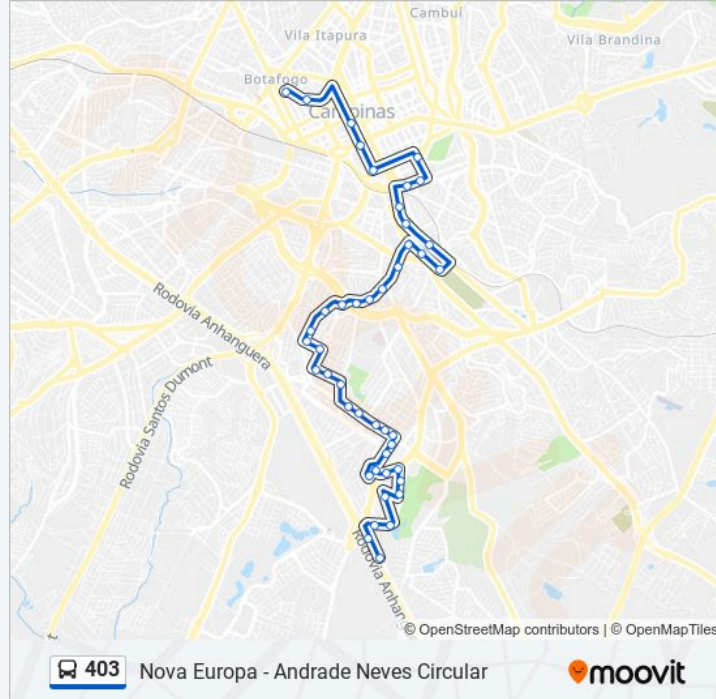 Cambuí
Vila Itapura
Vila Brandina
Botafogo
Campinas
Rodovia Anhanguera
Rodovia Santos Dumont
Rodovia Anhang
t
© OpenStreetMap contributors | © OpenMapTiles
403 Nova Europa - Andrade Neves Circular
moovit